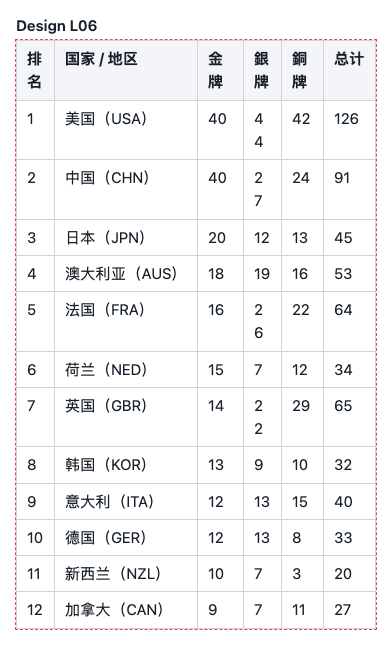 Design L06
排名 国家 / 地区 金牌 銀牌 銅牌 总计
1 美国（USA） 40 44 42 126
2 中国（CHN） 40 27 24 91
3 日本（JPN） 20 12 13 45
4 澳大利亚（AUS） 18 19 16 53
5 法国（FRA） 16 26 22 64
6 荷兰（NED） 15 7 12 34
7 英国（GBR） 14 22 29 65
8 韩国（KOR） 13 9 10 32
9 意大利（ITA） 12 13 15 40
10 德国（GER） 12 13 8 33
11 新西兰（NZL） 10 7 3 20
12 加拿大（CAN） 9 7 11 27